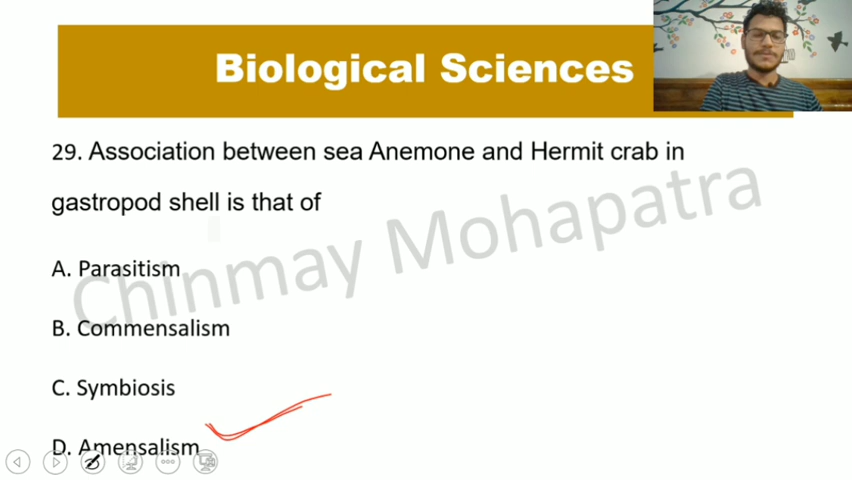 Biological Sciences
29. Association between sea Anemone and Hermit crab in
gastropod shell is that of
Chinmay Mohapatra
A. Parasitism
B. Commensalism
C. Symbiosis
D. Amensalism